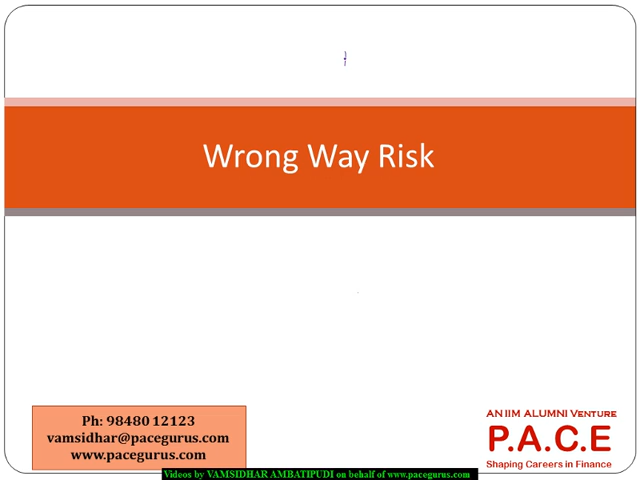 Wrong Way Risk
Ph: 98480 12123
vamsidhar@pacegurus.com
www.pacegurus.com
AN IIM ALUMNI VENTURE
P.A.C.E
Shaping Careers in Finance
Videos by VAMSIDHAR AMBATIPUDI on behalf of www.pacegurus.com